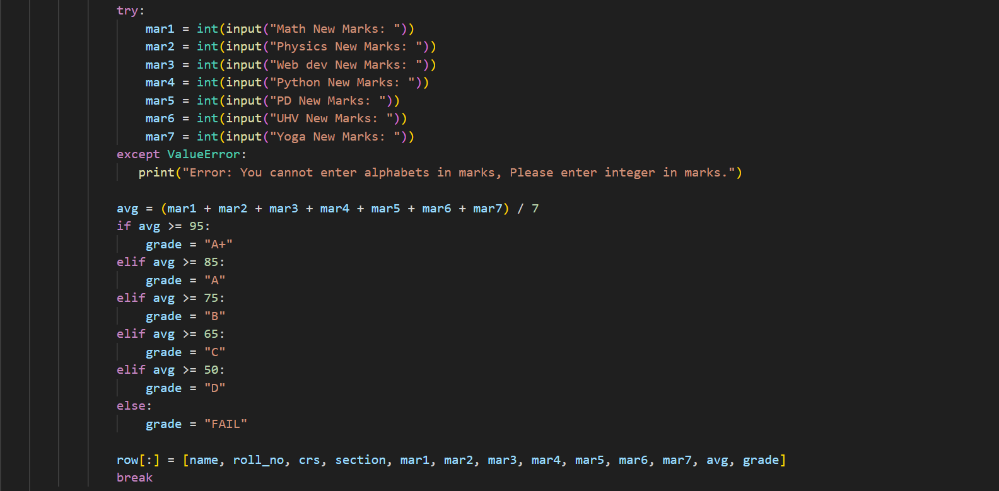 try:
mar1 = int(input("Math New Marks: "))
mar2 = int(input("Physics New Marks: "))
mar3 = int(input("Web dev New Marks: "))
mar4 = int(input("Python New Marks: "))
mar5 = int(input("PD New Marks: "))
mar6 = int(input("UHV New Marks: "))
mar7 = int(input("Yoga New Marks: "))
except ValueError:
print("Error: You cannot enter alphabets in marks, Please enter integer in marks.")
avg = (mar1 + mar2 + mar3 + mar4 + mar5 + mar6 + mar7) / 7
if avg >= 95:
grade = "A+"
elif avg >= 85:
grade = "A"
elif avg >= 75:
grade = "B"
elif avg >= 65:
grade = "C"
elif avg >= 50:
grade = "D"
else:
grade = "FAIL"
row[:] = [name, roll_no, crs, section, mar1, mar2, mar3, mar4, mar5, mar6, mar7, avg, grade]
break